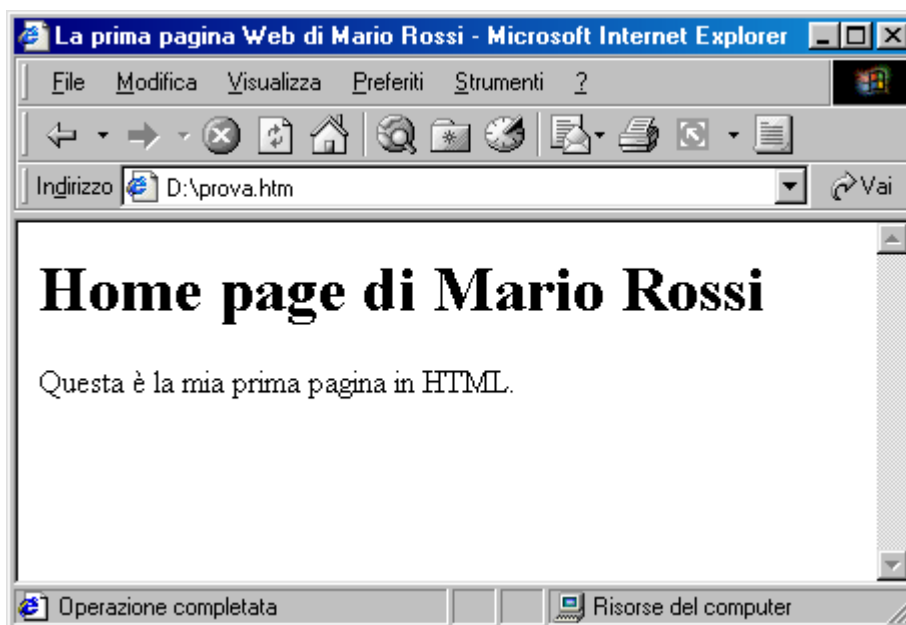 La prima pagina Web di Mario Rossi - Microsoft Internet Explorer
File Modifica Visualizza Preferiti Strumenti ?
Indirizzo D:\prova.htm Vai
Home page di Mario Rossi
Questa è la mia prima pagina in HTML.
Operazione completata Risorse del computer